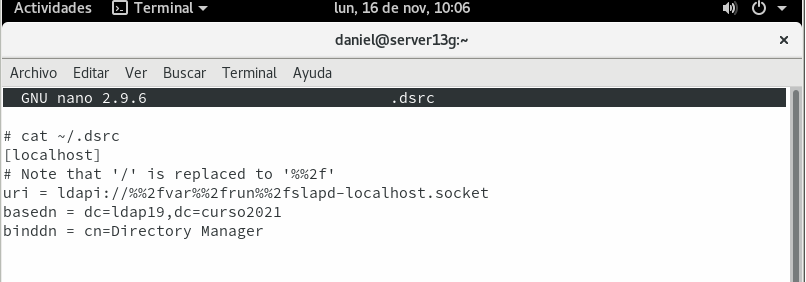 Actividades Terminal lun, 16 de nov, 10:06
daniel@server13g:~
Archivo Editar Ver Buscar Terminal Ayuda
GNU nano 2.9.6 .dsrc
# cat ~/.dsrc
[localhost]
# Note that '/' is replaced to '%%2f'
uri = ldapi://%%2fvar%%2frun%%2fslapd-localhost.socket
basedn = dc=ldap19,dc=curso2021
binddn = cn=Directory Manager